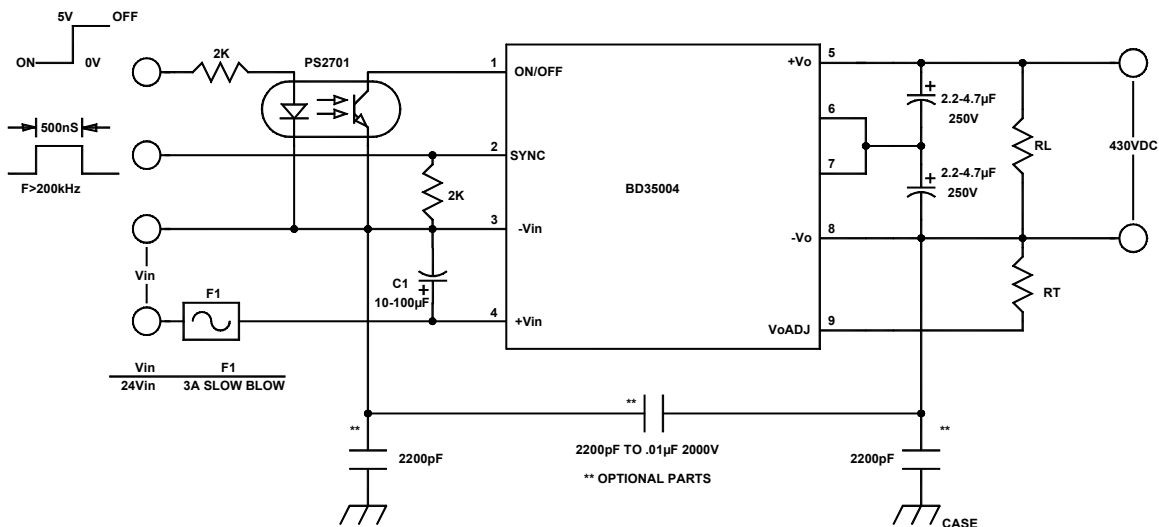 5V OFF
ON 0V
2K
PS2701
500nS
F>200kHz
Vin
F1
Vin F1
24Vin 3A SLOW BLOW
2K
C1
+
10-100µF
1 ON/OFF
2 SYNC
3 -Vin
4 +Vin
BD35004
+Vo 5
6
7
-Vo 8
VoADJ 9
+ 2.2-4.7µF
250V
+ 2.2-4.7µF
250V
RL
430VDC
RT
**
2200pF
**
2200pF TO .01µF 2000V
** OPTIONAL PARTS
**
2200pF
CASE